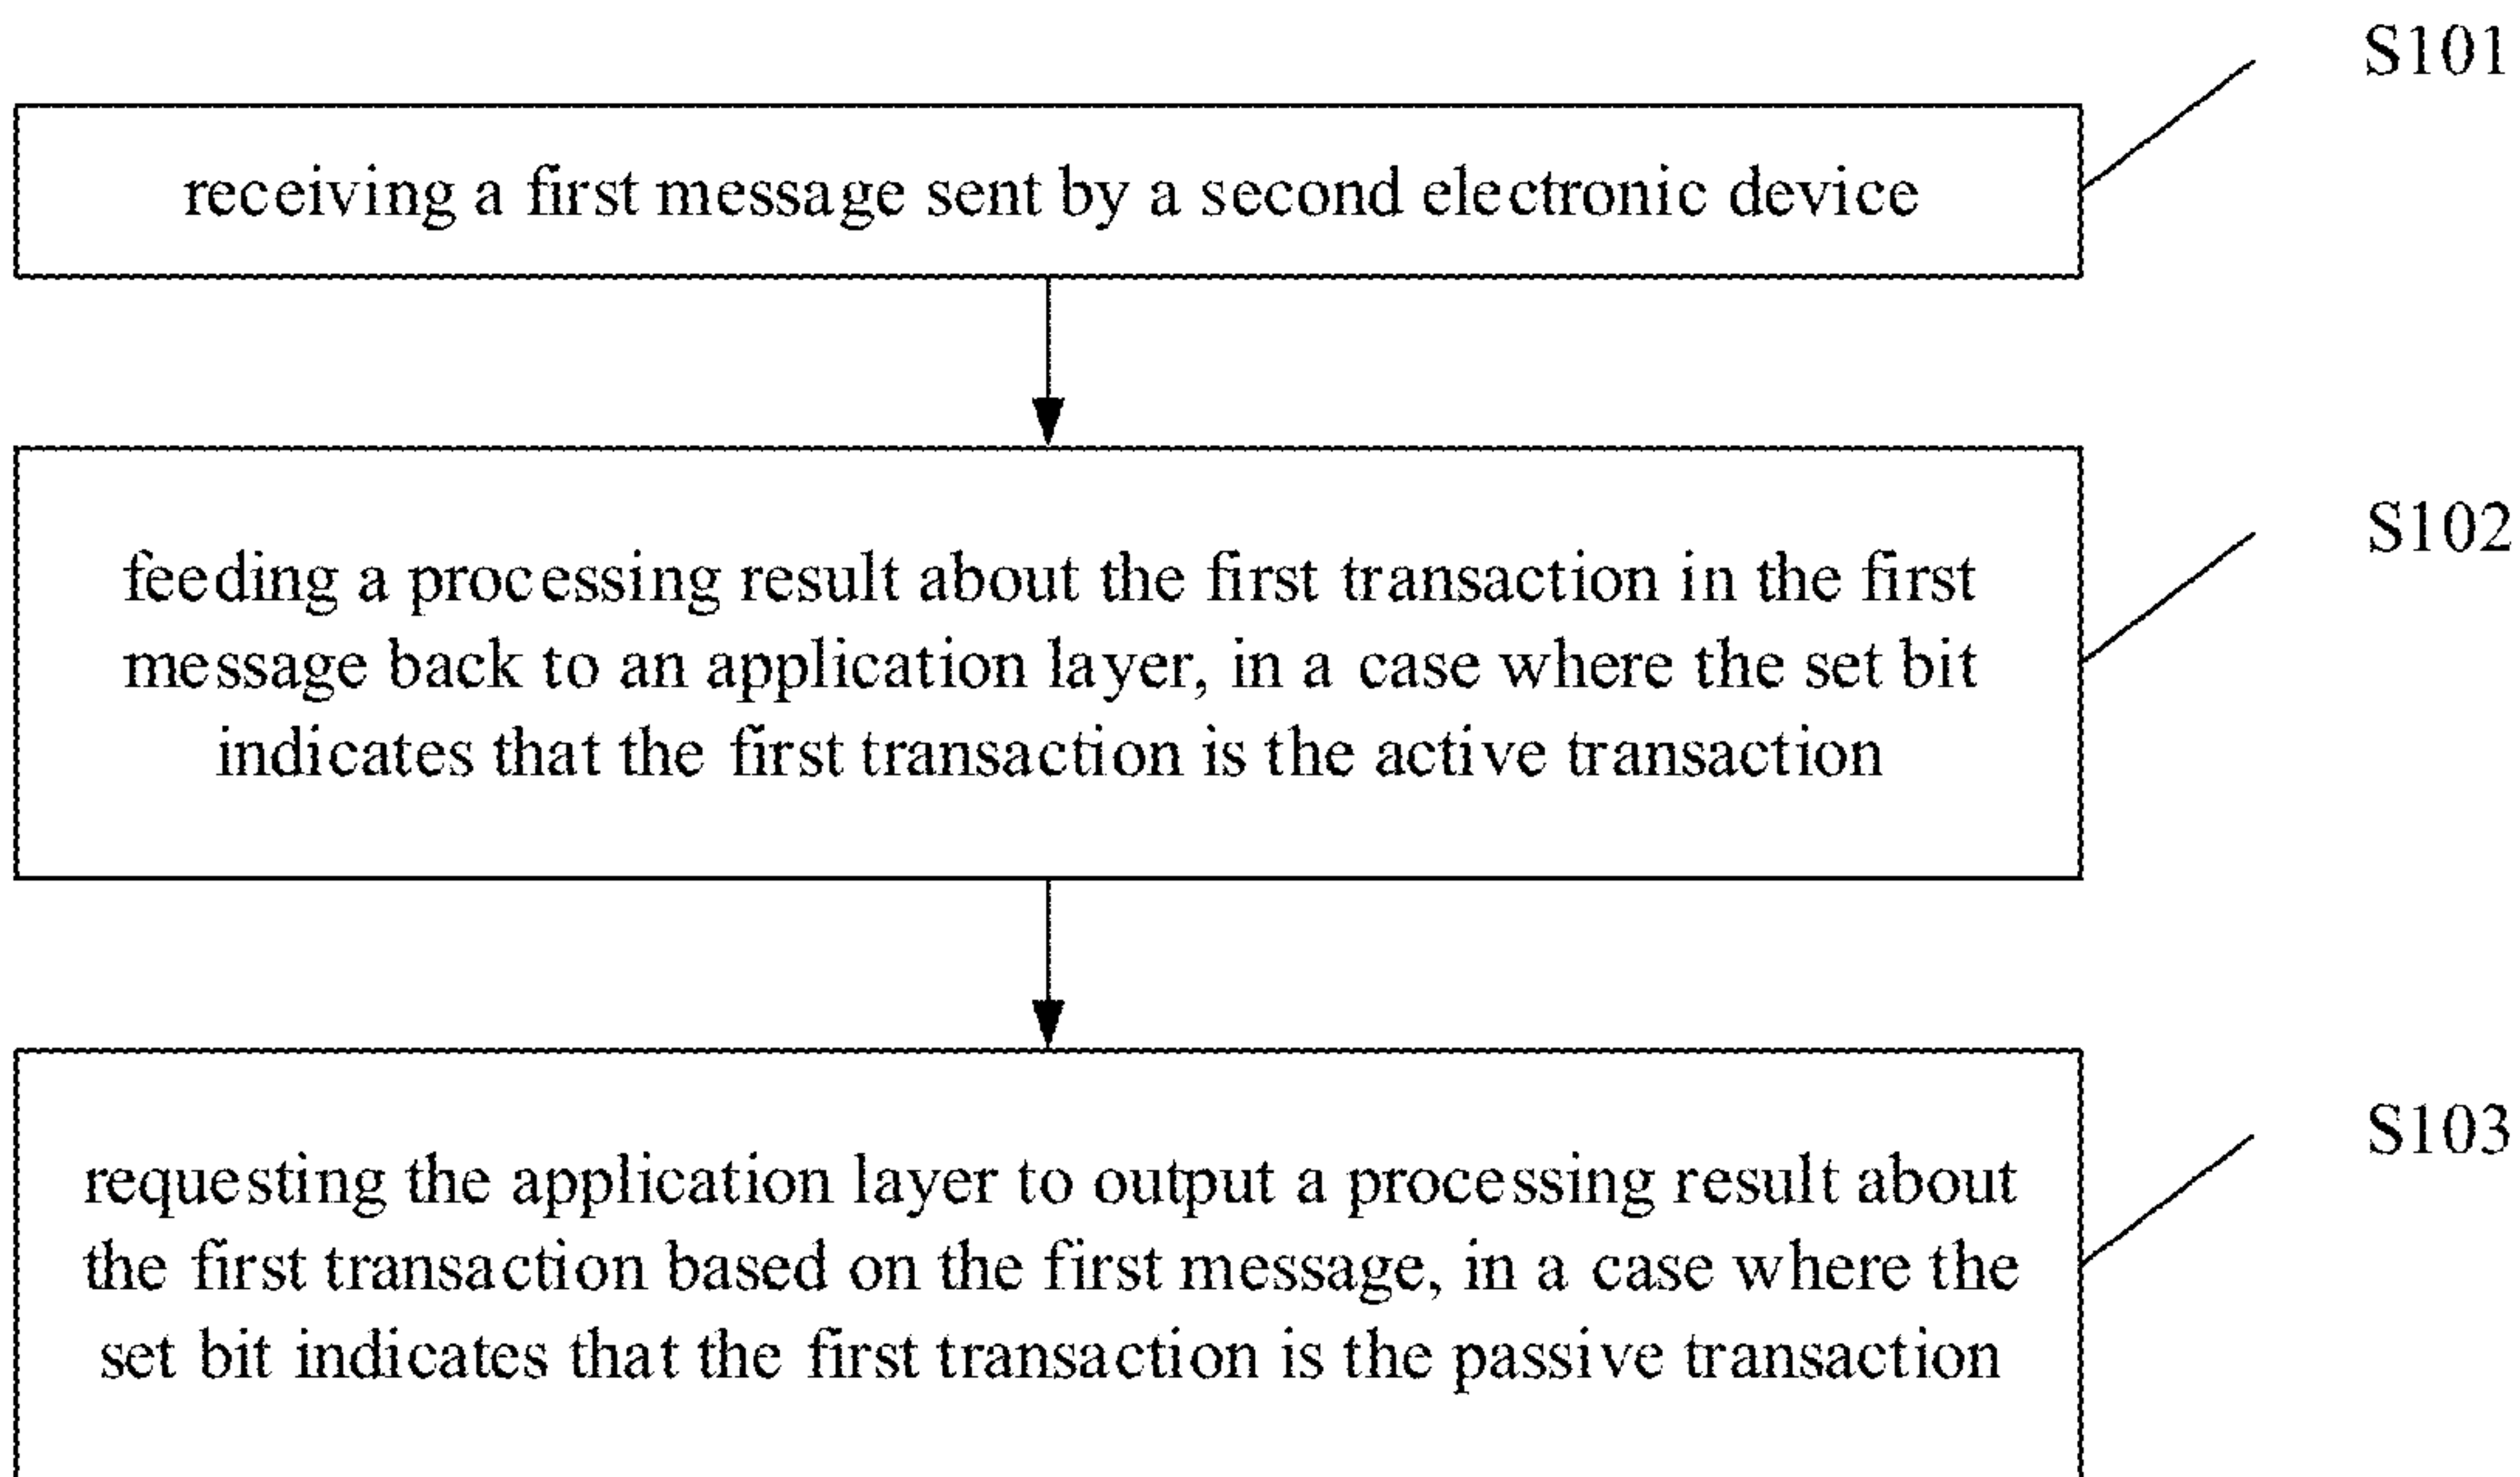 S101
receiving a first message sent by a second electronic device
S102
feeding a processing result about the first transaction in the first
message back to an application layer, in a case where the set bit
indicates that the first transaction is the active transaction
S103
requesting the application layer to output a processing result about
the first transaction based on the first message, in a case where the
set bit indicates that the first transaction is the passive transaction